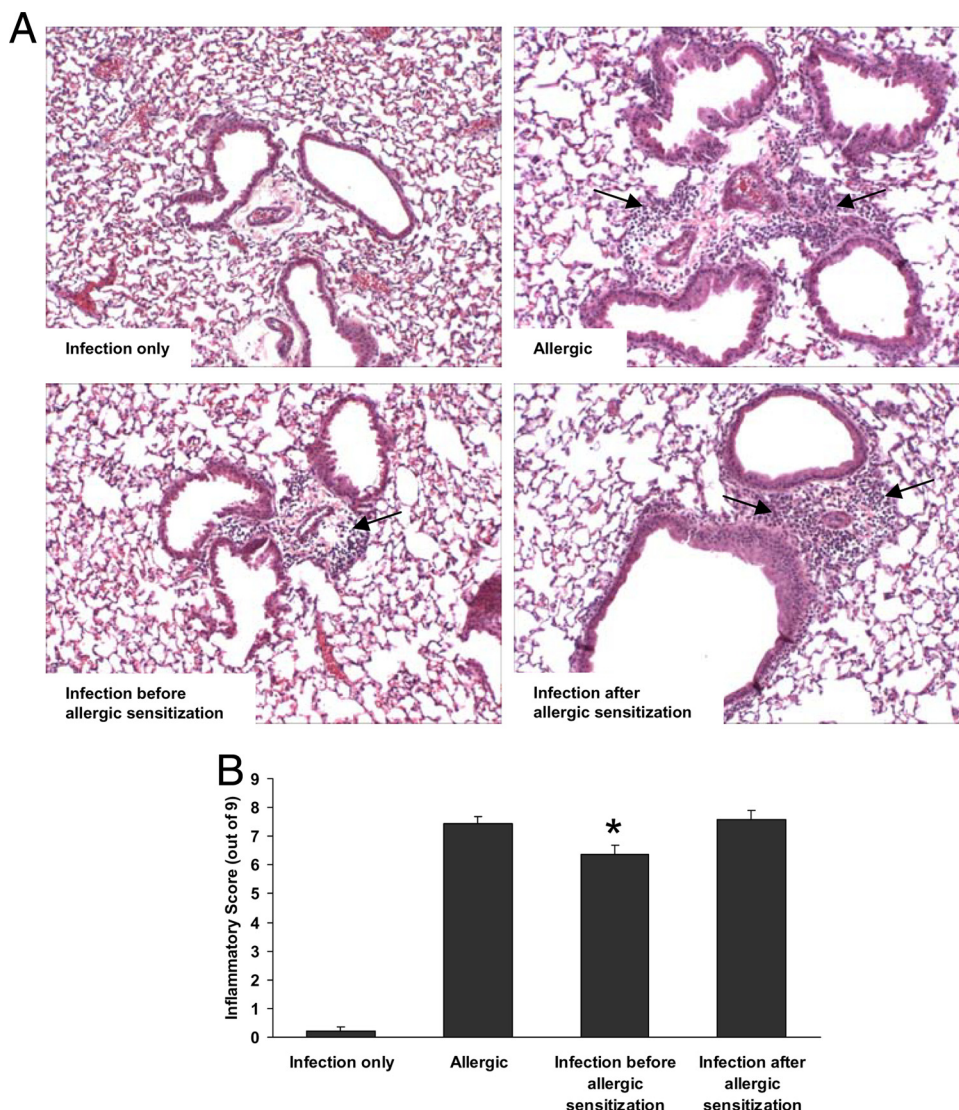 A
Infection only
Allergic
Infection before
allergic sensitization
Infection after
allergic sensitization
B
Inflammatory Score (out of 9)
9
8
7
6
5
4
3
2
1
0
*
Infection only
Allergic
Infection before
allergic
sensitization
Infection after
allergic
sensitization